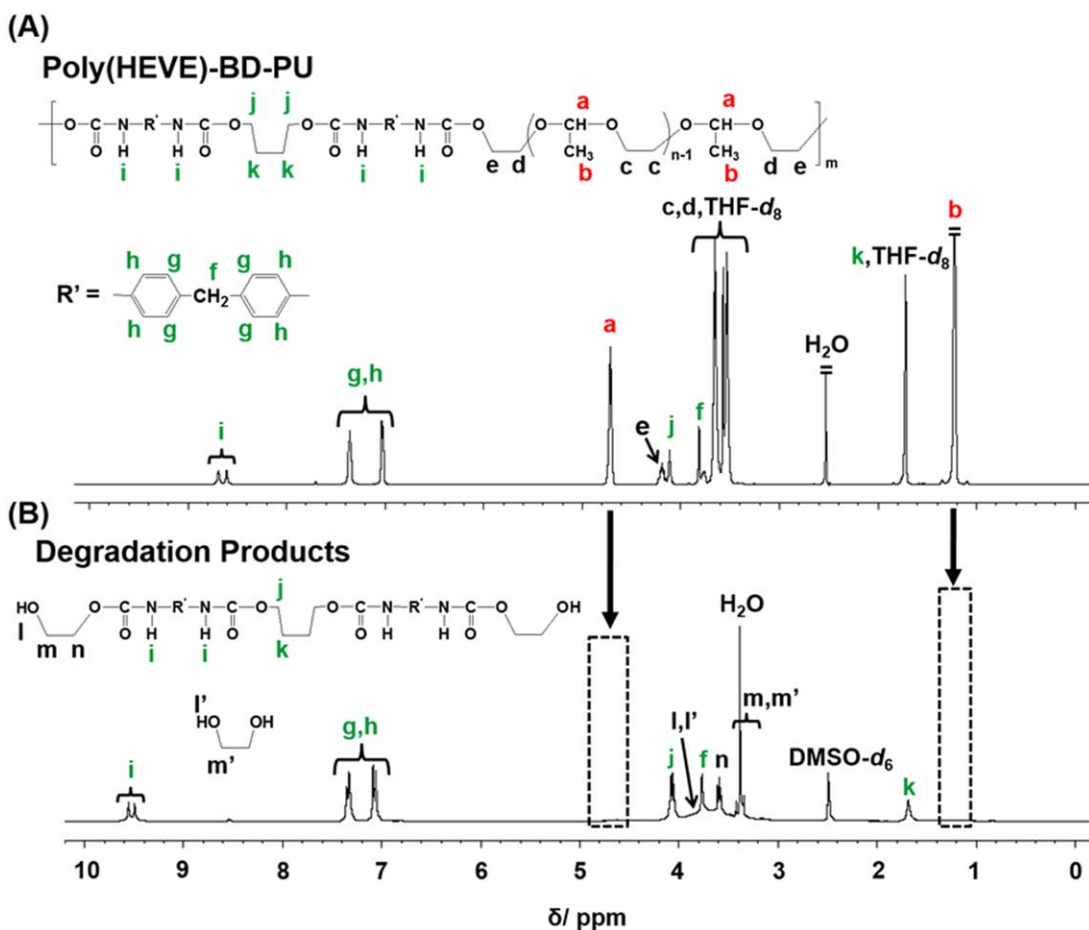 (A)
Poly(HEVE)-BD-PU
j j a a
O C N R' N C O O C N R' N C O O CH O O CH O
O H H O O H H O CH₃ n-1 CH₃ m
i i k k i i e d b c c b d e
h g f g h
R' = CH₂
h g g h
i
g,h
a
e
j
f
c,d,THF-d₈
H₂O
k,THF-d₈
b
(B)
Degradation Products
j
HO O C N R' N C O O C N R' N C O OH
l O H H O O H H O
m n i i k
l'
HO OH
m'
i
g,h
j
l,l'
f
n
H₂O
m,m'
DMSO-d₆
k
10 9 8 7 6 5 4 3 2 1 0
δ/ ppm